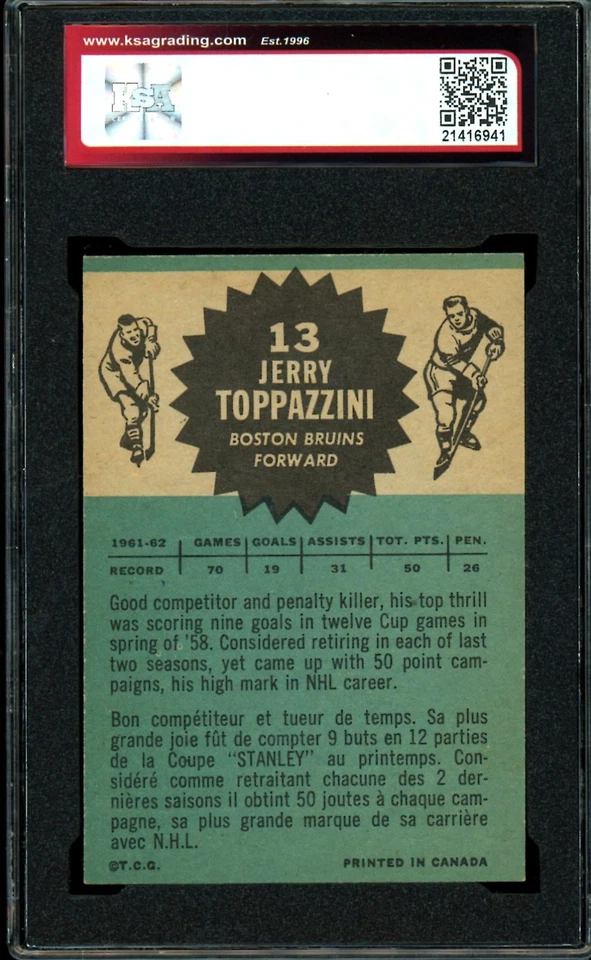 www.ksagrading.com Est.1996
KSA
21416941
13
JERRY
TOPPAZZINI
BOSTON BRUINS
FORWARD
1961-62 GAMES GOALS ASSISTS TOT. PTS. PEN.
RECORD 70 19 31 50 26
Good competitor and penalty killer, his top thrill
was scoring nine goals in twelve Cup games in
spring of '58. Considered retiring in each of last
two seasons, yet came up with 50 point cam-
paigns, his high mark in NHL career.
Bon compétiteur et tueur de temps. Sa plus
grande joie fût de compter 9 buts en 12 parties
de la Coupe "STANLEY" au printemps. Con-
sidéré comme retraitant chacune des 2 der-
nières saisons il obtint 50 joutes à chaque cam-
pagne, sa plus grande marque de sa carrière
avec N.H.L.
©T.C.G. PRINTED IN CANADA